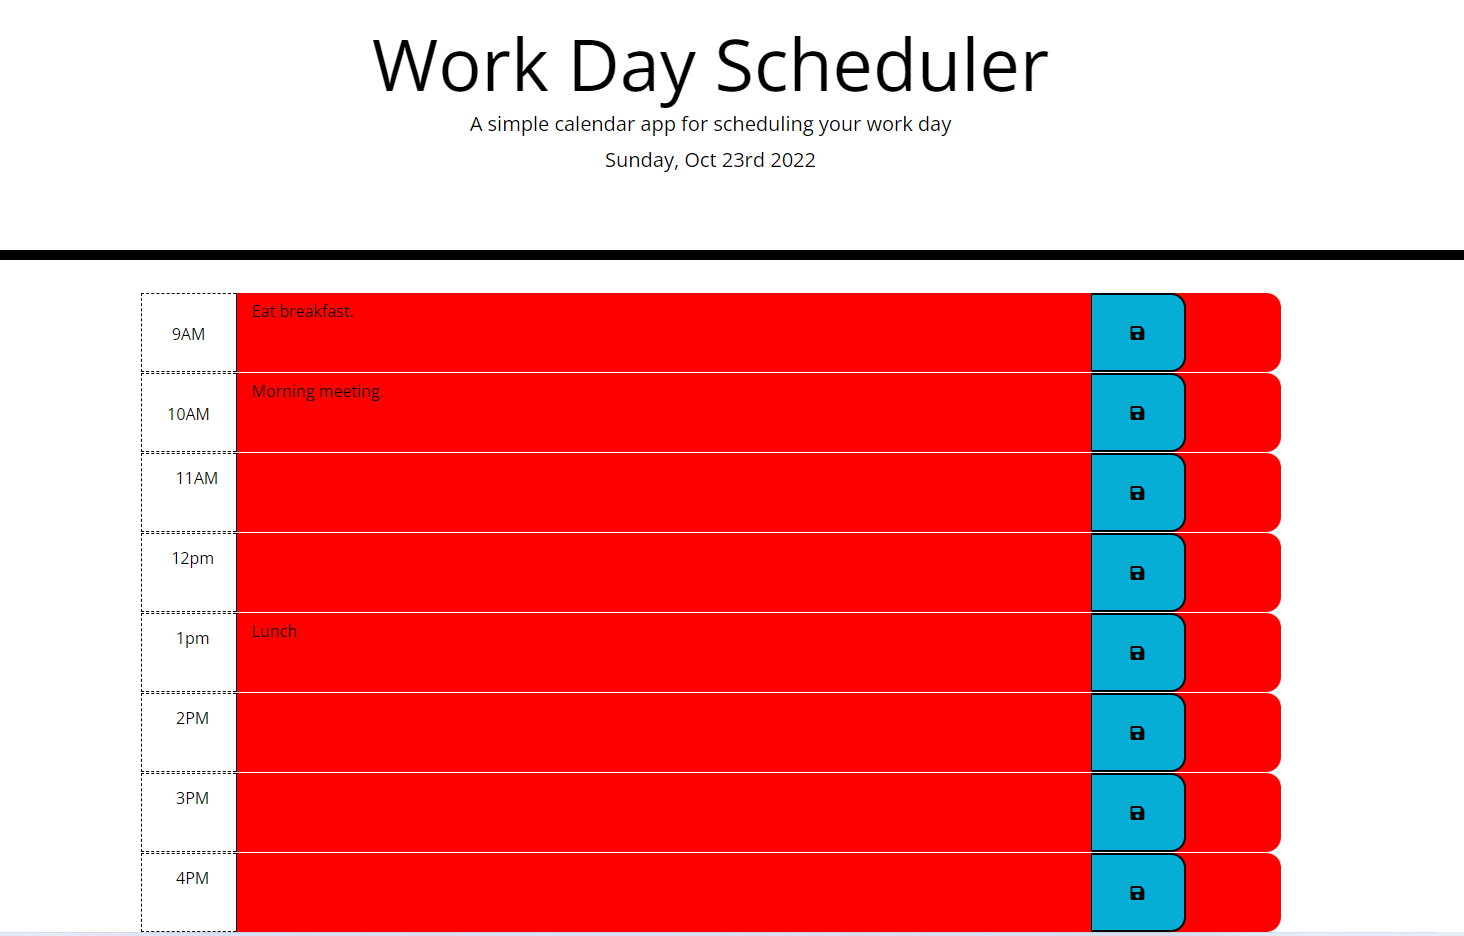 Work Day Scheduler
A simple calendar app for scheduling your work day
Sunday, Oct 23rd 2022
9AM
Eat breakfast.
10AM
Morning meeting.
11AM
12pm
1pm
Lunch
2PM
3PM
4PM